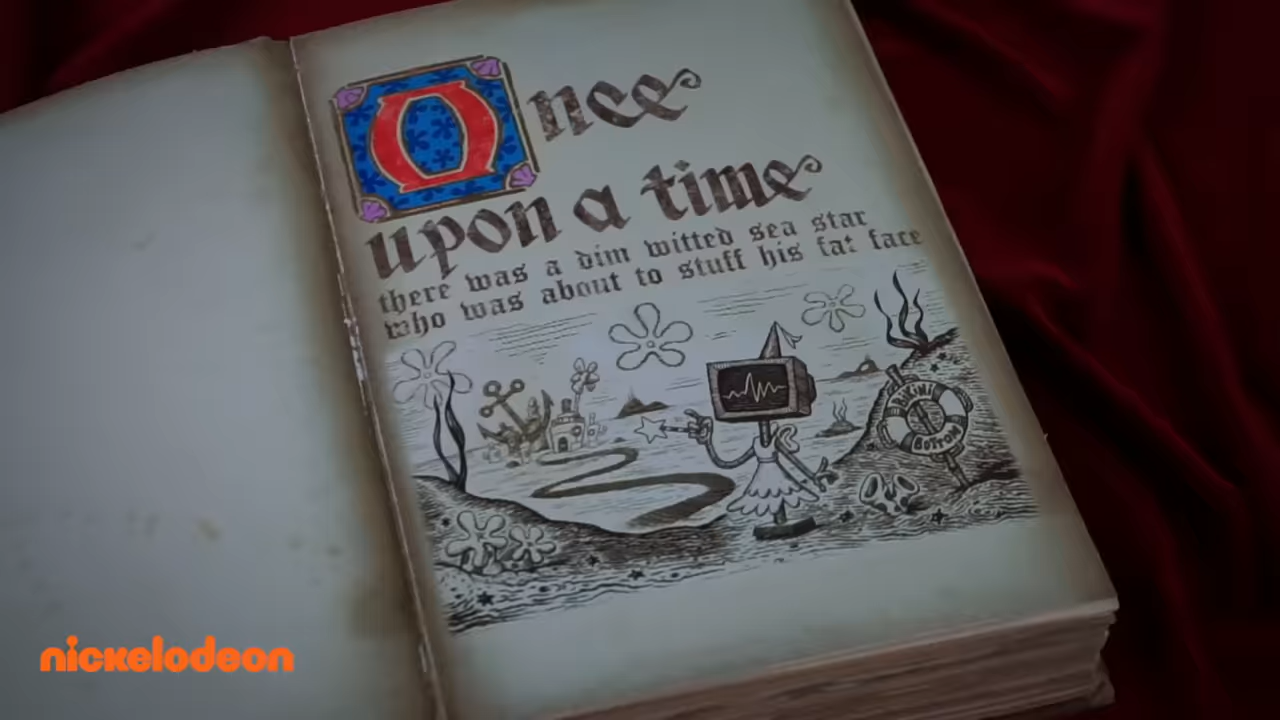 Once
upon a time
there was a dim witted sea star
who was about to stuff his fat face
BIKINI
BOTTOM
nickelodeon